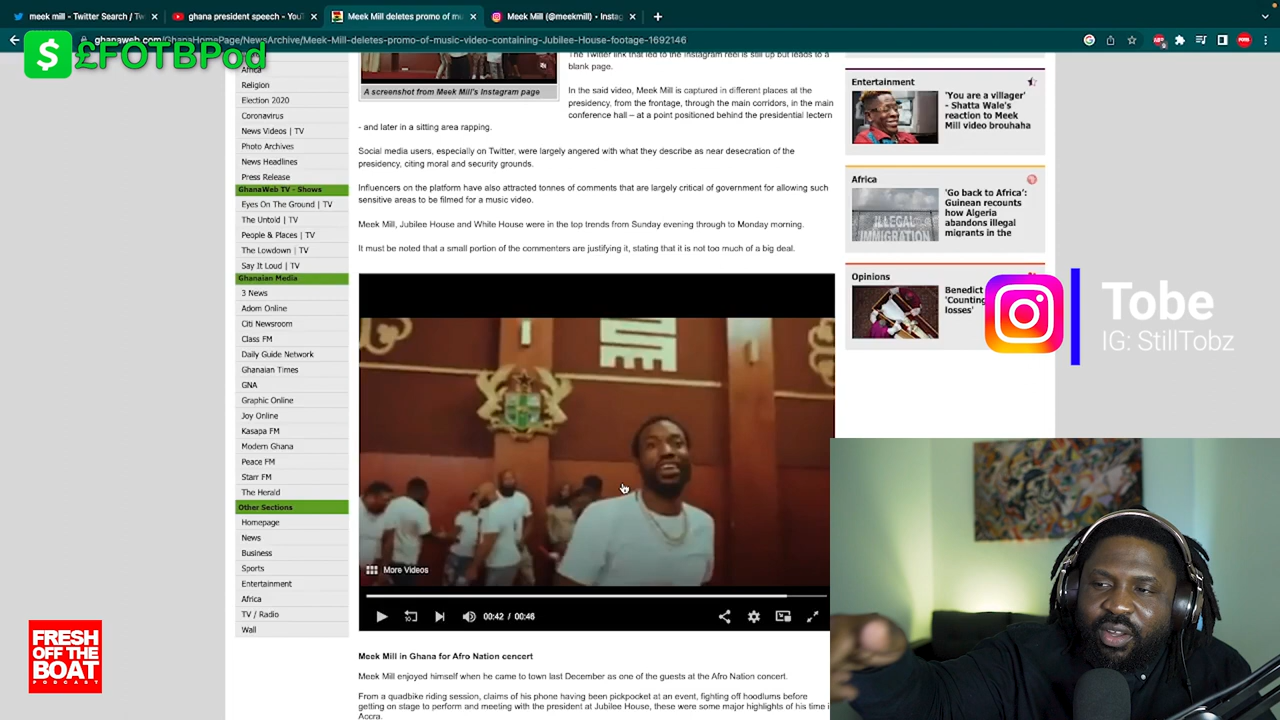 meek mill - Twitter Search / Tw
ghana president speech - YouT
Meek Mill deletes promo of mu
Meek Mill (@meekmill) • Instag
ghanaweb.com/GhanaHomePage/NewsArchive/Meek-Mill-deletes-promo-of-music-video-containing-Jubilee-House-footage-1692146
$ £FOTBPod
Africa
Religion
Election 2020
Coronavirus
News Videos | TV
Photo Archives
News Headlines
Press Release
GhanaWeb TV - Shows
Eyes On The Ground | TV
The Untold | TV
People & Places | TV
The Lowdown | TV
Say It Loud | TV
Ghanaian Media
3 News
Adom Online
Citi Newsroom
Class FM
Daily Guide Network
Ghanaian Times
GNA
Graphic Online
Joy Online
Kasapa FM
Modern Ghana
Peace FM
Starr FM
The Herald
Other Sections
Homepage
News
Business
Sports
Entertainment
Africa
TV / Radio
Wall
A screenshot from Meek Mill's Instagram page
The Twitter link that led to the Instagram reel is still up but leads to a
blank page.
In the said video, Meek Mill is captured in different places at the
presidency, from the frontage, through the main corridors, in the main
conference hall – at a point positioned behind the presidential lectern
- and later in a sitting area rapping.
Social media users, especially on Twitter, were largely angered with what they describe as near desecration of the
presidency, citing moral and security grounds.
Influencers on the platform have also attracted tonnes of comments that are largely critical of government for allowing such
sensitive areas to be filmed for a music video.
Meek Mill, Jubilee House and White House were in the top trends from Sunday evening through to Monday morning.
It must be noted that a small portion of the commenters are justifying it, stating that it is not too much of a big deal.
More Videos
00:42 / 00:46
Meek Mill in Ghana for Afro Nation cencert
Meek Mill enjoyed himself when he came to town last December as one of the guests at the Afro Nation concert.
From a quadbike riding session, claims of his phone having been pickpocket at an event, fighting off hoodlums before
getting on stage to perform and meeting with the president at Jubilee House, these were some major highlights of his time i
Accra.
Entertainment
'You are a villager'
- Shatta Wale's
reaction to Meek
Mill video brouhaha
Africa
ILLEGAL
IMMIGRATION
'Go back to Africa':
Guinean recounts
how Algeria
abandons illegal
migrants in the
Opinions
Benedict
'Counting
losses'
Tobe
IG: StillTobz
FRESH
OFF THE
BOAT
PODCAST